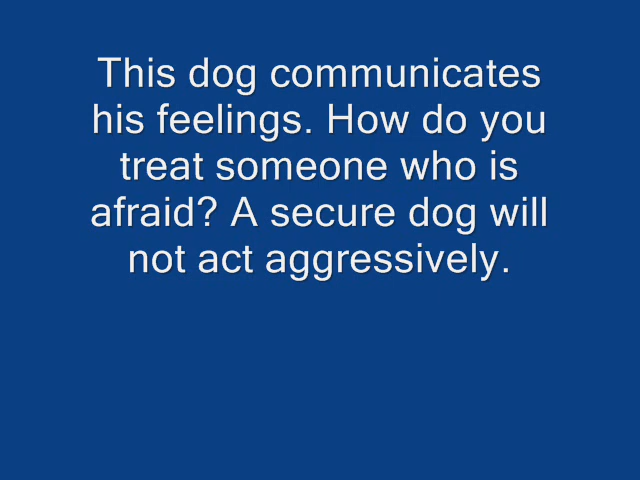 This dog communicates
his feelings. How do you
treat someone who is
afraid? A secure dog will
not act aggressively.